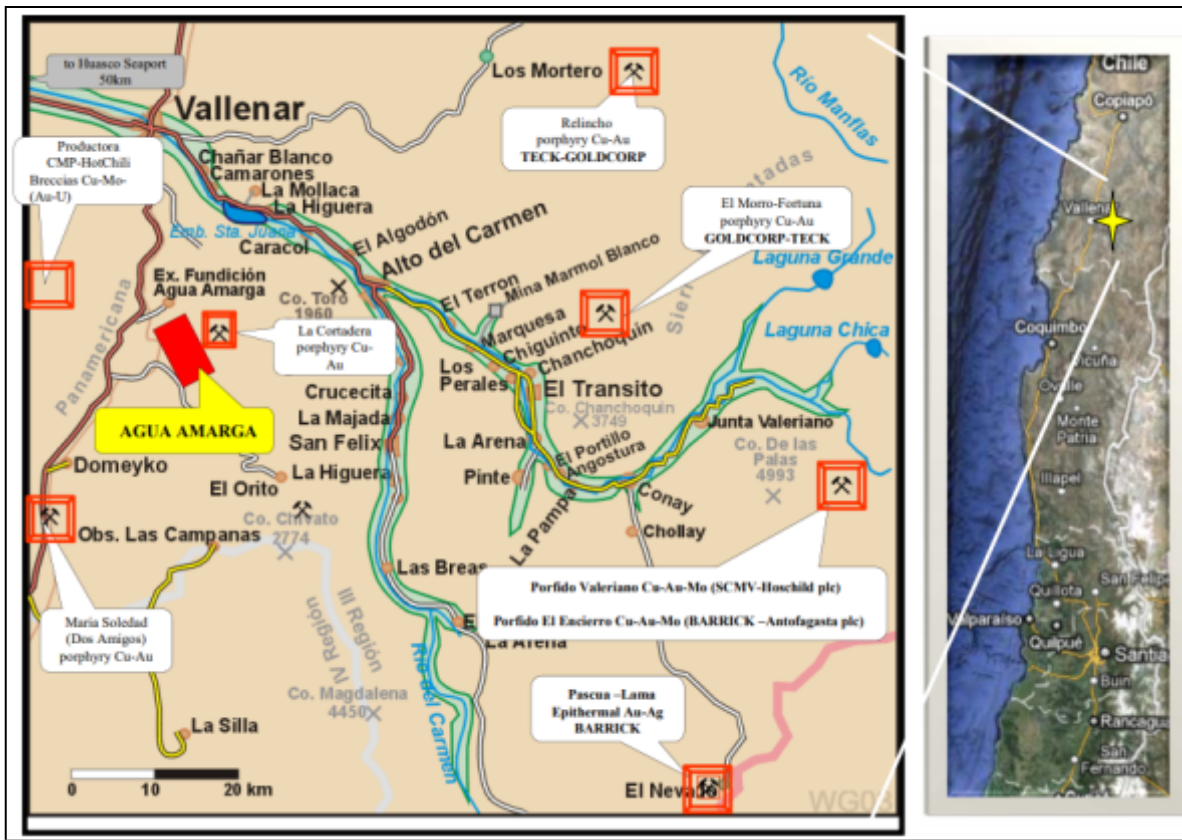 to Huasco Seaport
50km
Vallenar
Los Mortero
Río Manflas
Relincho
porphyry Cu-Au
TECK-GOLDCORP
Productora
CMP-HotChili
Breccias Cu-Mo-
(Au-U)
Chañar Blanco
Camarones
La Mollaca
La Higuera
Emb. Sta. Juana
Caracol
El Algodón
Alto del Carmen
El Morro-Fortuna
porphyry Cu-Au
GOLDCORP-TECK
Laguna Grande
Laguna Chica
Ex. Fundición
Agua Amarga
Co. Toro
1960
El Terron
Mina Marmol Blanco
Marquesa
Chiguinto
Chanchoquin
Sierra
La Cortadera
porphyry Cu-
Au
Panamericana
Los
Perales
El Transito
Co. Chanchoquin
3749
Crucecita
La Majada
San Felix
La Higuera
AGUA AMARGA
Domeyko
El Orito
La Arena
Pinte
El Portillo
Angostura
La Pampa
Conay
Chollay
Junta Valeriano
Co. De las
Palas
4993
Obs. Las Campanas
Co. Chivato
2774
Las Breas
III Región
IV Región
Porfido Valeriano Cu-Au-Mo (SCMV-Hoschild plc)
Porfido El Encierro Cu-Au-Mo (BARRICK –Antofagasta plc)
Maria Soledad
(Dos Amigos)
porphyry Cu-Au
La Arena
Río del Carmen
Co. Magdalena
4450
La Silla
Pascua –Lama
Epithermal Au-Ag
BARRICK
El Nevado
0 10 20 km
WG03
Chile
Copiapó
Vallenar
Coquimbo
Vicuña
Ovalle
Monte
Patria
Illapel
La Ligua
San Felipe
Quillota
Valparaíso
Quilpué
Santia
Buin
Rancagua
San
Fernando